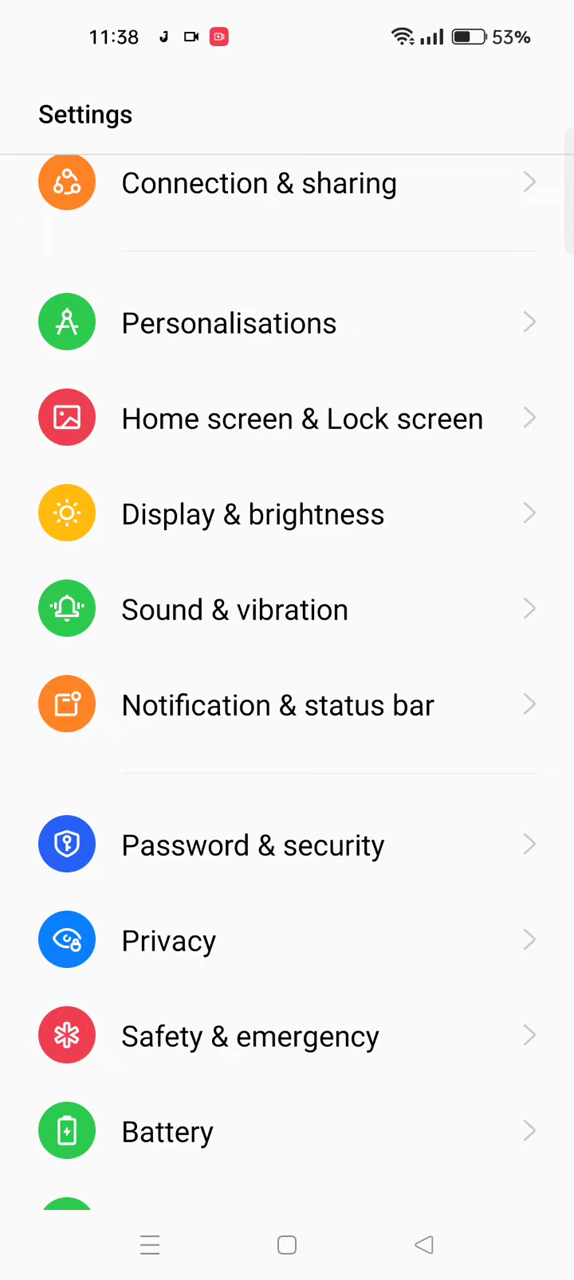 11:38
53%
Settings
Connection & sharing
Personalisations
Home screen & Lock screen
Display & brightness
Sound & vibration
Notification & status bar
Password & security
Privacy
Safety & emergency
Battery